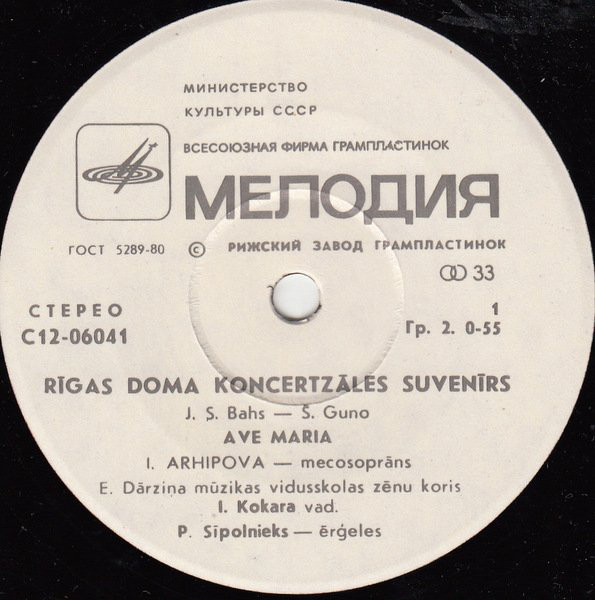 МИНИСТЕРСТВО
КУЛЬТУРЫ СССР
ВСЕСОЮЗНАЯ ФИРМА ГРАМПЛАСТИНОК
МЕЛОДИЯ
ГОСТ 5289-80 © РИЖСКИЙ ЗАВОД ГРАМПЛАСТИНОК
33
СТЕРЕО
С12-06041
1
Гр. 2. 0-55
RĪGAS DOMA KONCERTZĀLES SUVENĪRS
J. S. Bahs — Š. Guno
AVE MARIA
I. ARHIPOVA — mecosoprāns
E. Dārziņa mūzikas vidusskolas zēnu koris
I. Kokara vad.
P. Sīpolnieks — ērģeles